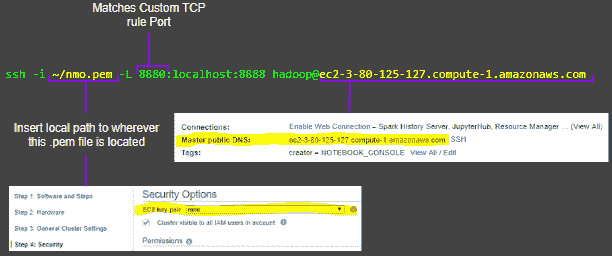 Matches Custom TCP
rule Port
ssh -i ~/nmo.pem -L 8680:localhost:8688 hadoop@ec2-3-80-125-127.compute-1.amazonaws.com
Insert local path to wherever
this .pem file is located
Connections: Enable Web Connection – Spark History Server, JupyterHub, Resource Manager ... (View All)
Master public DNS: ec2-3-80-125-127.compute-1.amazonaws.com SSH
Tags: creator = NOTEBOOK_CONSOLE View All / Edit
Step 1: Software and Steps
Step 2: Hardware
Step 3: General Cluster Settings
Step 4: Security
Security Options
EC2 key pair nmo
Cluster visible to all IAM users in account
Permissions